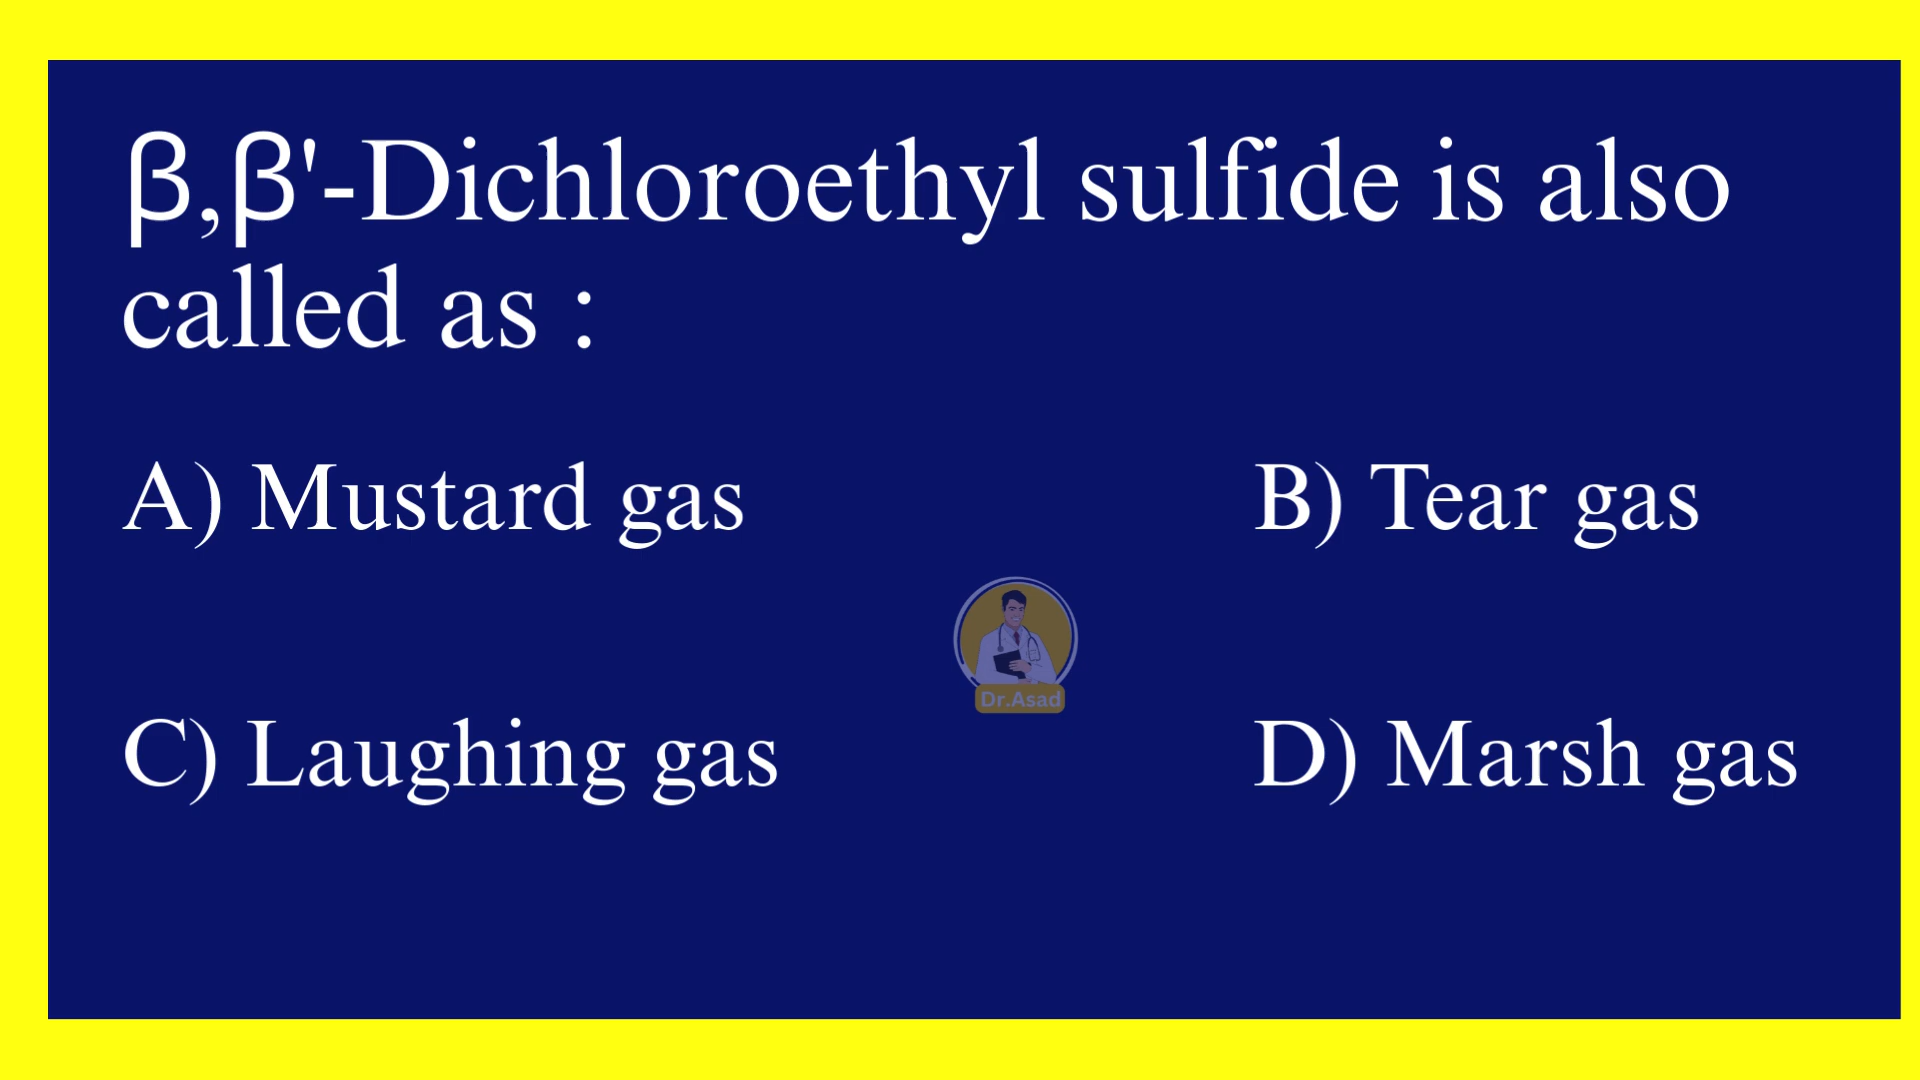 β,β'-Dichloroethyl sulfide is also
called as :
A) Mustard gas
B) Tear gas
Dr.Asad
C) Laughing gas
D) Marsh gas